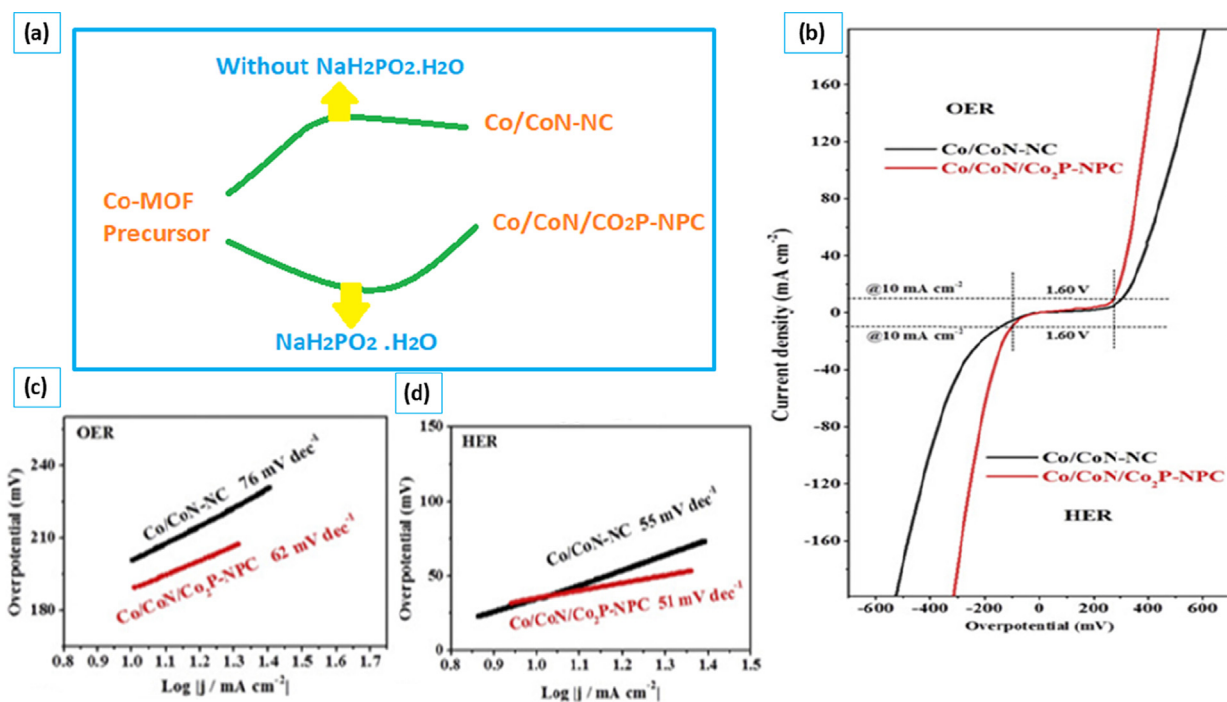 (a)
Without NaH2PO2.H2O
Co/CoN-NC
Co-MOF
Precursor
Co/CoN/CO2P-NPC
NaH2PO2 .H2O
(b)
Current density (mA cm⁻²)
160
120
80
40
0
-40
-80
-120
-160
OER
Co/CoN-NC
Co/CoN/Co₂P-NPC
@10 mA cm⁻²
1.60 V
@10 mA cm⁻²
1.60 V
Co/CoN-NC
Co/CoN/Co₂P-NPC
HER
-600
-400
-200
0
200
400
600
Overpotential (mV)
(c)
OER
Overpotential (mV)
240
210
180
Co/CoN-NC 76 mV dec⁻¹
Co/CoN/Co₂P-NPC 62 mV dec⁻¹
0.8
0.9
1.0
1.1
1.2
1.3
1.4
1.5
1.6
1.7
Log |j / mA cm⁻²|
(d)
HER
Overpotential (mV)
150
100
50
0
Co/CoN-NC 55 mV dec⁻¹
Co/CoN/Co₂P-NPC 51 mV dec⁻¹
0.8
0.9
1.0
1.1
1.2
1.3
1.4
1.5
Log |j / mA cm⁻²|